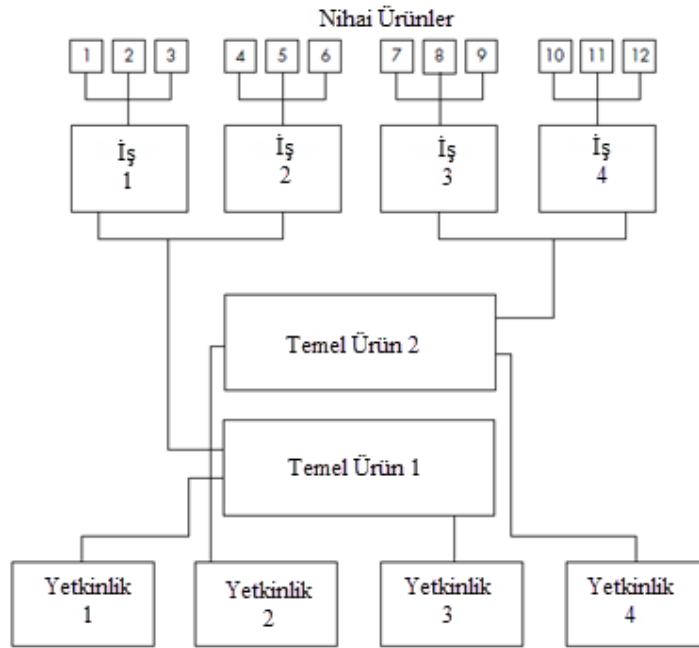 Nihai Ürünler
1 2 3 4 5 6 7 8 9 10 11 12
İş 1
İş 2
İş 3
İş 4
Temel Ürün 2
Temel Ürün 1
Yetkinlik 1
Yetkinlik 2
Yetkinlik 3
Yetkinlik 4